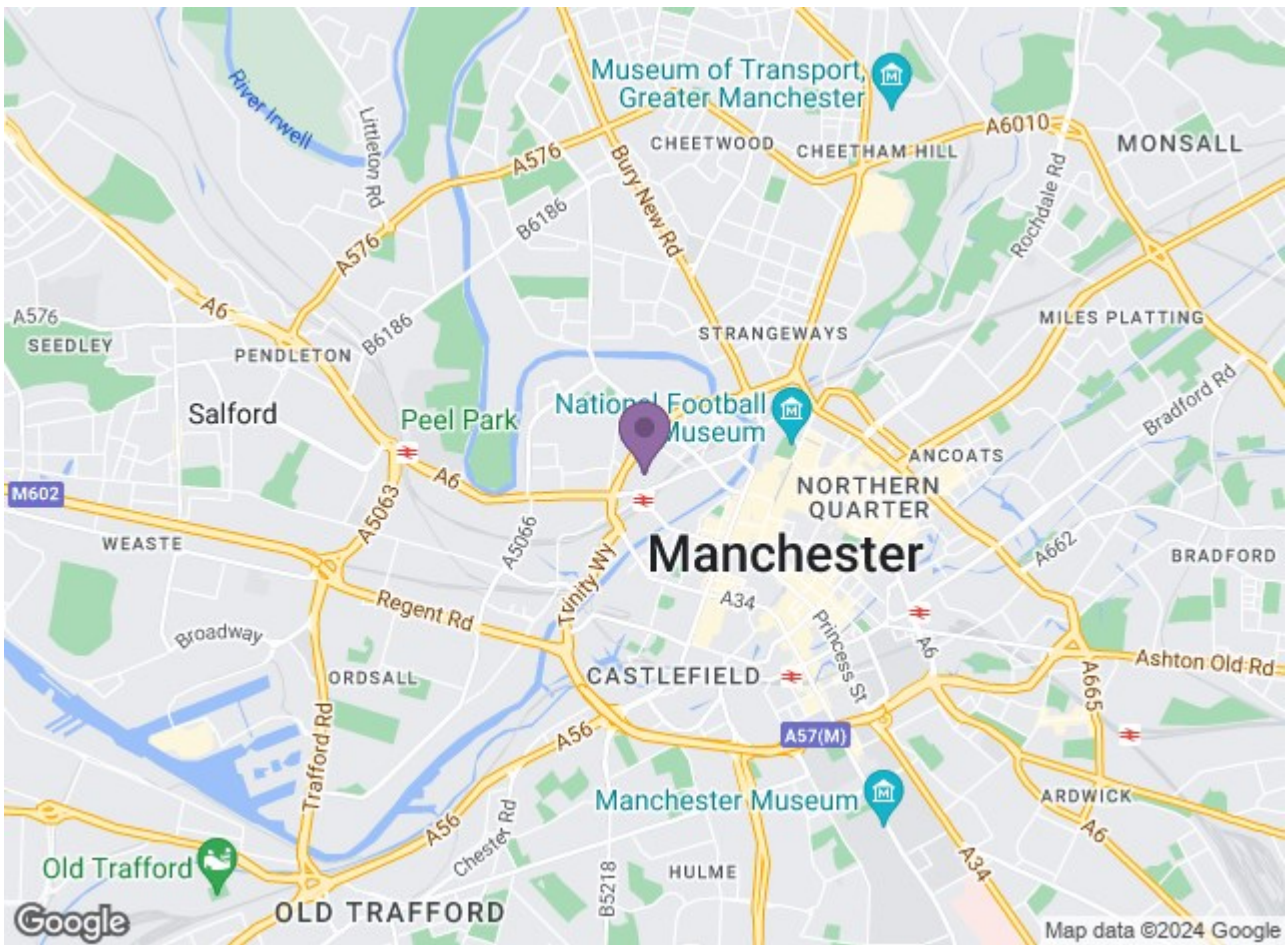 Museum of Transport,
Greater Manchester
River Irwell
Littleton Rd
A576
CHEETWOOD
CHEETHAM HILL
A6010
MONSALL
Bury New Rd
Rochdale Rd
B6186
A576
A6
A576
SEEDLEY
PENDLETON
B6186
STRANGEWAYS
MILES PLATTING
Salford
Peel Park
National Football
Museum
Bradford Rd
ANCOATS
M602
A6
A5063
A5066
NORTHERN
QUARTER
WEASTE
Manchester
A662
BRADFORD
Regent Rd
Trinity Wy
A34
Princess St
A6
Broadway
ORDSALL
CASTLEFIELD
Ashton Old Rd
A665
Trafford Rd
A56
A57(M)
Manchester Museum
ARDWICK
A56
Chester Rd
A6
Old Trafford
B5218
HULME
A34
OLD TRAFFORD
Google
Map data ©2024 Google